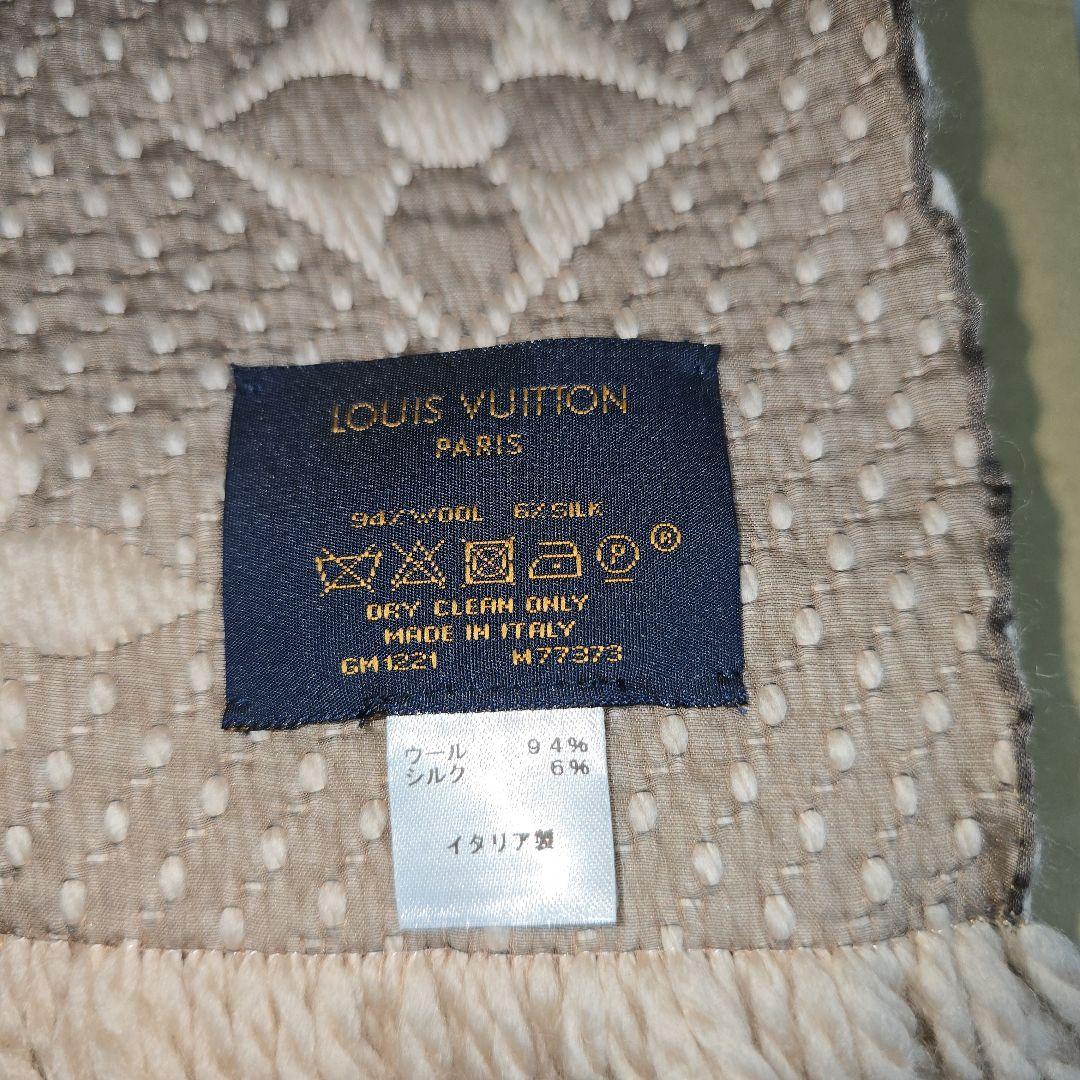 LOUIS VUITTON
PARIS
94%WOOL 6%SILK
P ®
DRY CLEAN ONLY
MADE IN ITALY
GM1221 M77373
ウール 94%
シルク 6%
イタリア製